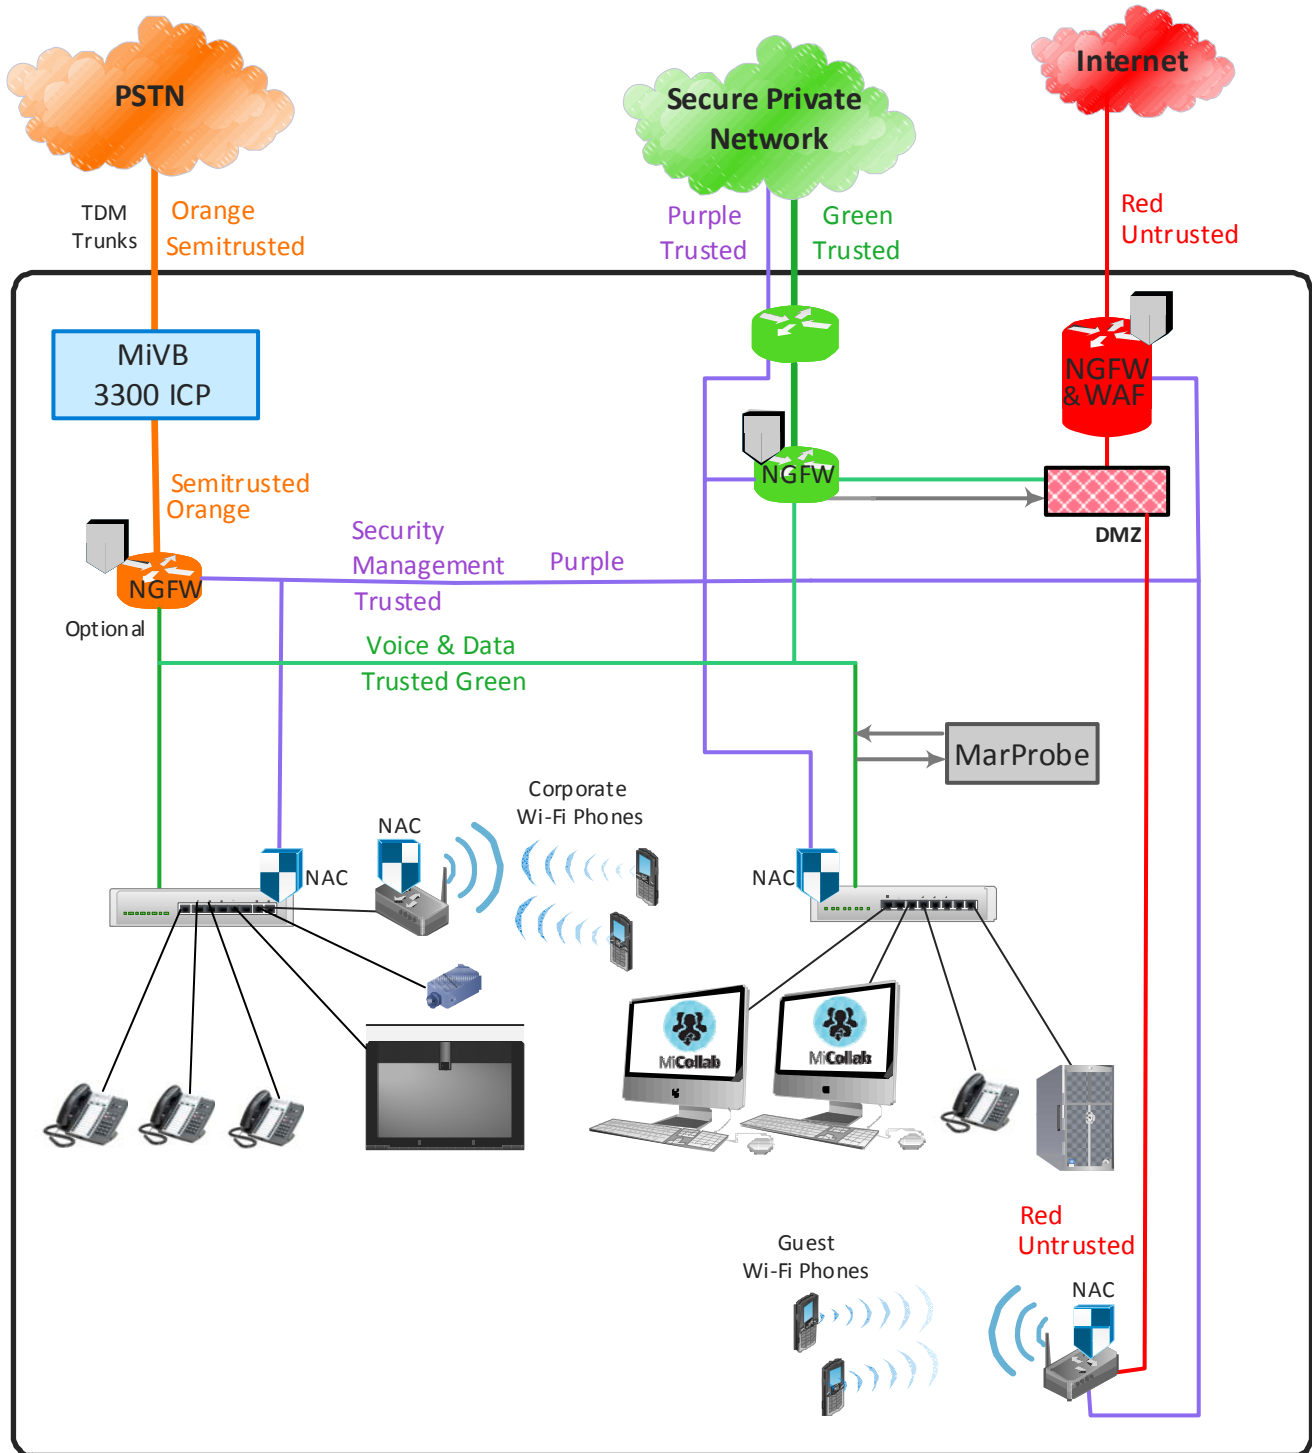 PSTN
Secure Private
Network
Internet
TDM
Trunks
Orange
Semitrusted
Purple
Trusted
Green
Trusted
Red
Untrusted
MiVB
3300 ICP
NGFW
& WAF
NGFW
DMZ
Semitrusted
Orange
NGFW
Optional
Security
Management
Trusted
Purple
Voice & Data
Trusted Green
MarProbe
Corporate
Wi-Fi Phones
NAC
NAC
NAC
MiCollab
MiCollab
Red
Untrusted
Guest
Wi-Fi Phones
NAC